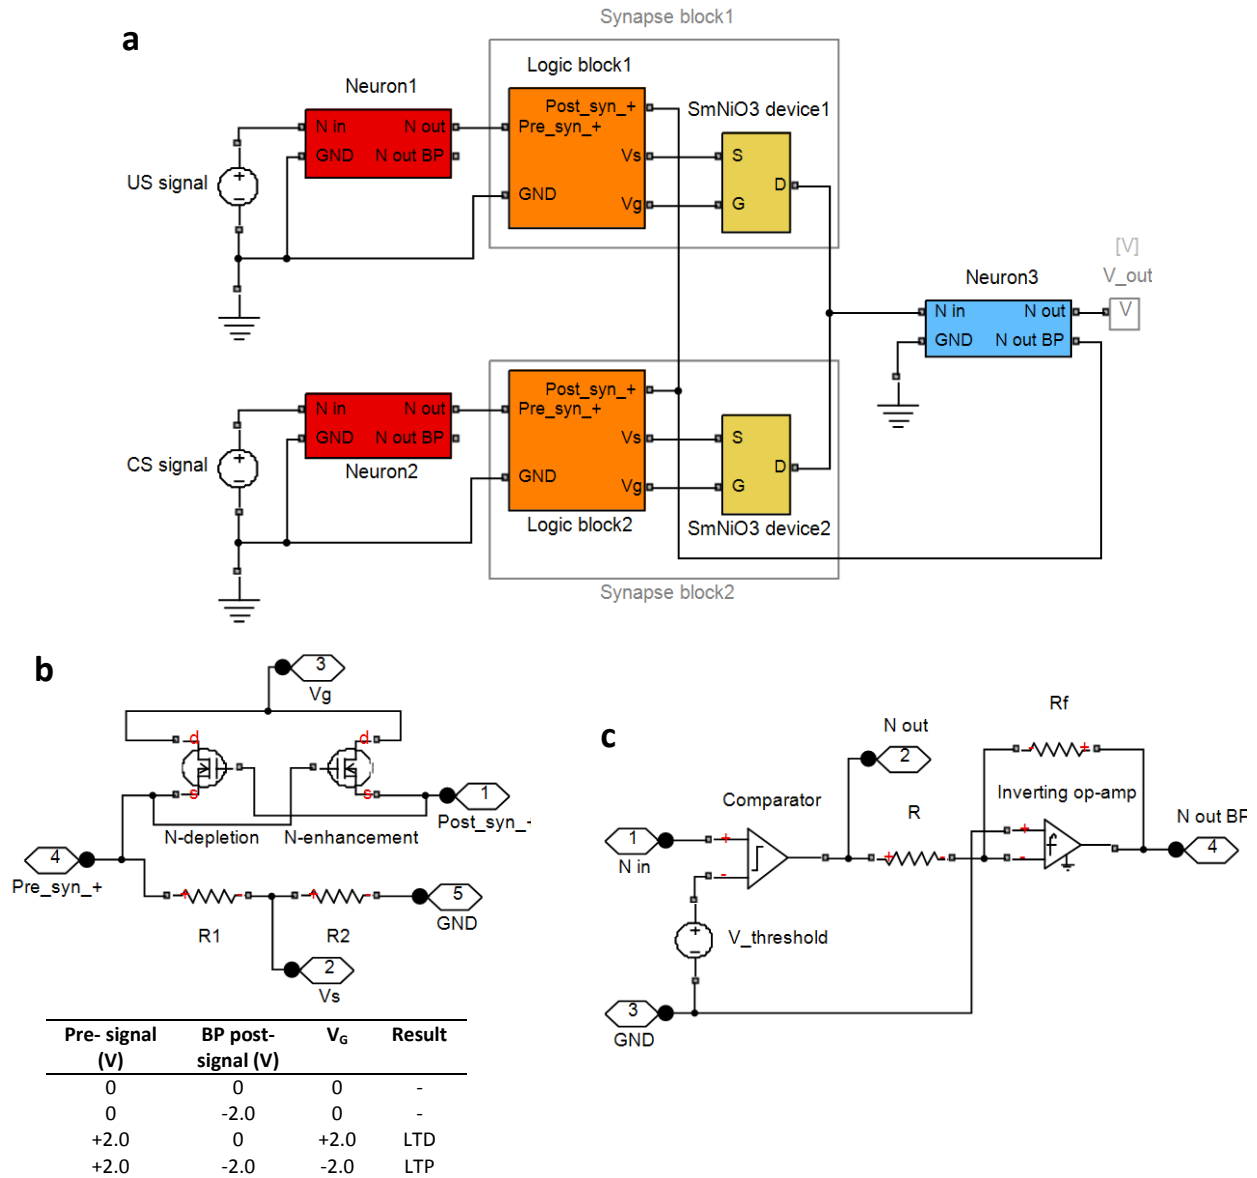 Synapse block1
a
Logic block1
Neuron1
Post_syn_+
SmNiO3 device1
N in
N out
Pre_syn_+
GND
N out BP
Vs
S
US signal
D
GND
Vg
G
[V]
V_out
Neuron3
N in
N out
V
GND
N out BP
Post_syn_+
N in
N out
Pre_syn_+
GND
N out BP
Vs
S
CS signal
Neuron2
D
GND
Vg
G
Logic block2
SmNiO3 device2
Synapse block2
b
3
Vg
d
d
s
s
1
Post_syn_+
N-depletion
N-enhancement
4
Pre_syn_+
+
-
+
-
5
GND
R1
R2
2
Vs
Pre- signal (V)
BP post- signal (V)
VG
Result
0 0 0 -
0 -2.0 0 -
+2.0 0 +2.0 LTD
+2.0 -2.0 -2.0 LTP
c
Rf
N out
2
-
+
Comparator
Inverting op-amp
R
N out BP
1
N in
+
-
+
-
+
-
f
4
V_threshold
3
GND